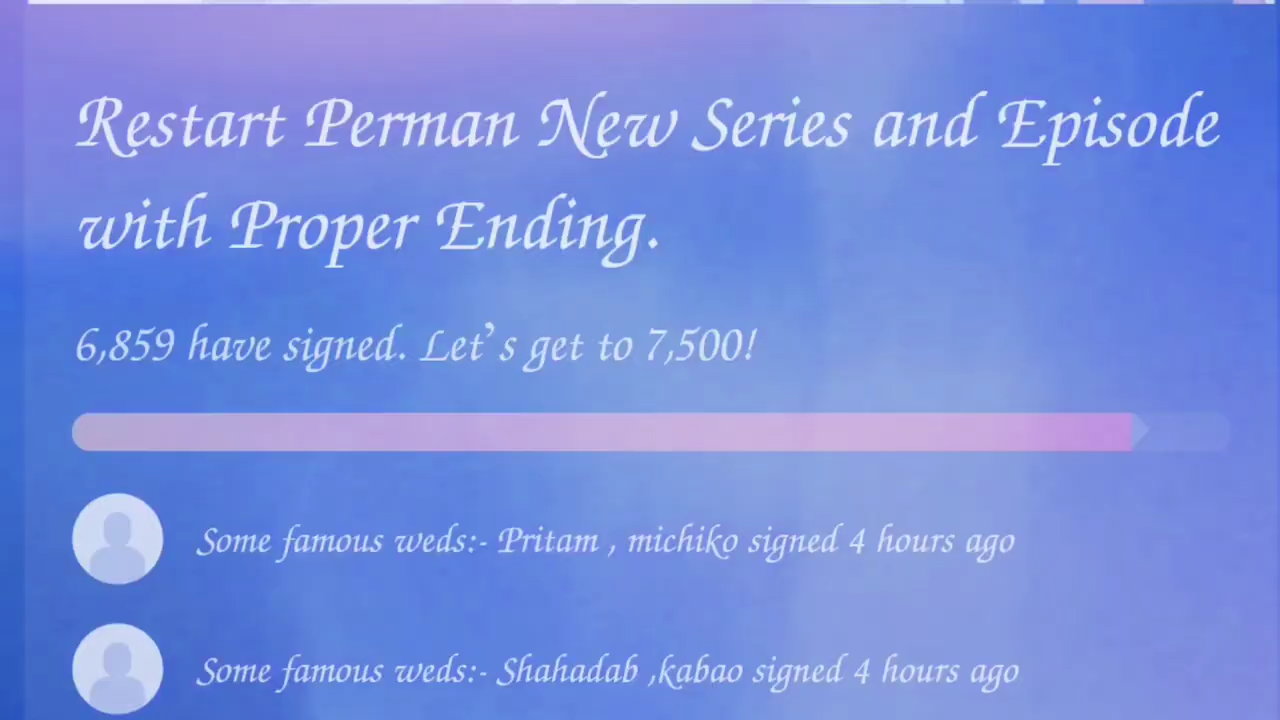 Restart Perman New Series and Episode
with Proper Ending.
6,859 have signed. Let’s get to 7,500!
Some famous weds:- Pritam , michiko signed 4 hours ago
Some famous weds:- Shahadab ,kabao signed 4 hours ago